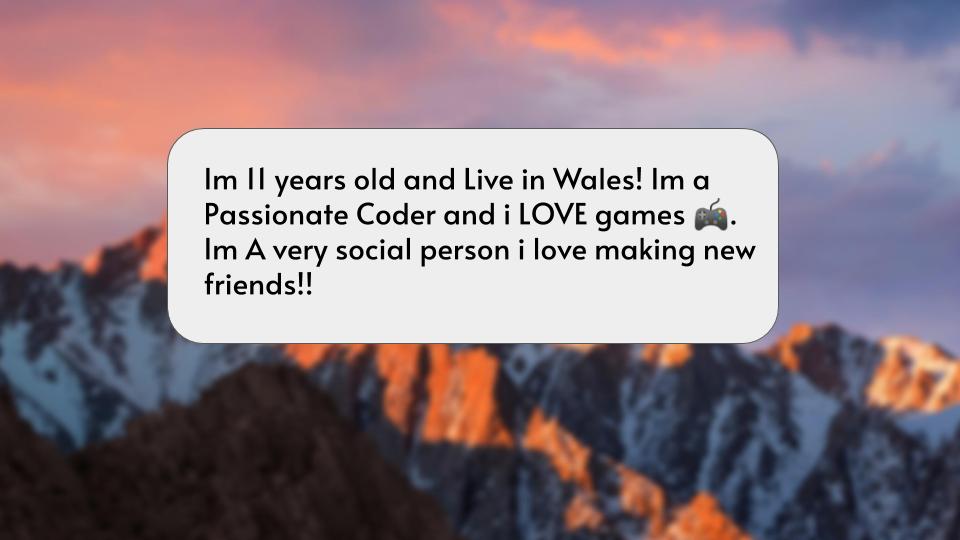 Im 11 years old and Live in Wales! Im a
Passionate Coder and i LOVE games 🎮.
Im A very social person i love making new
friends!!